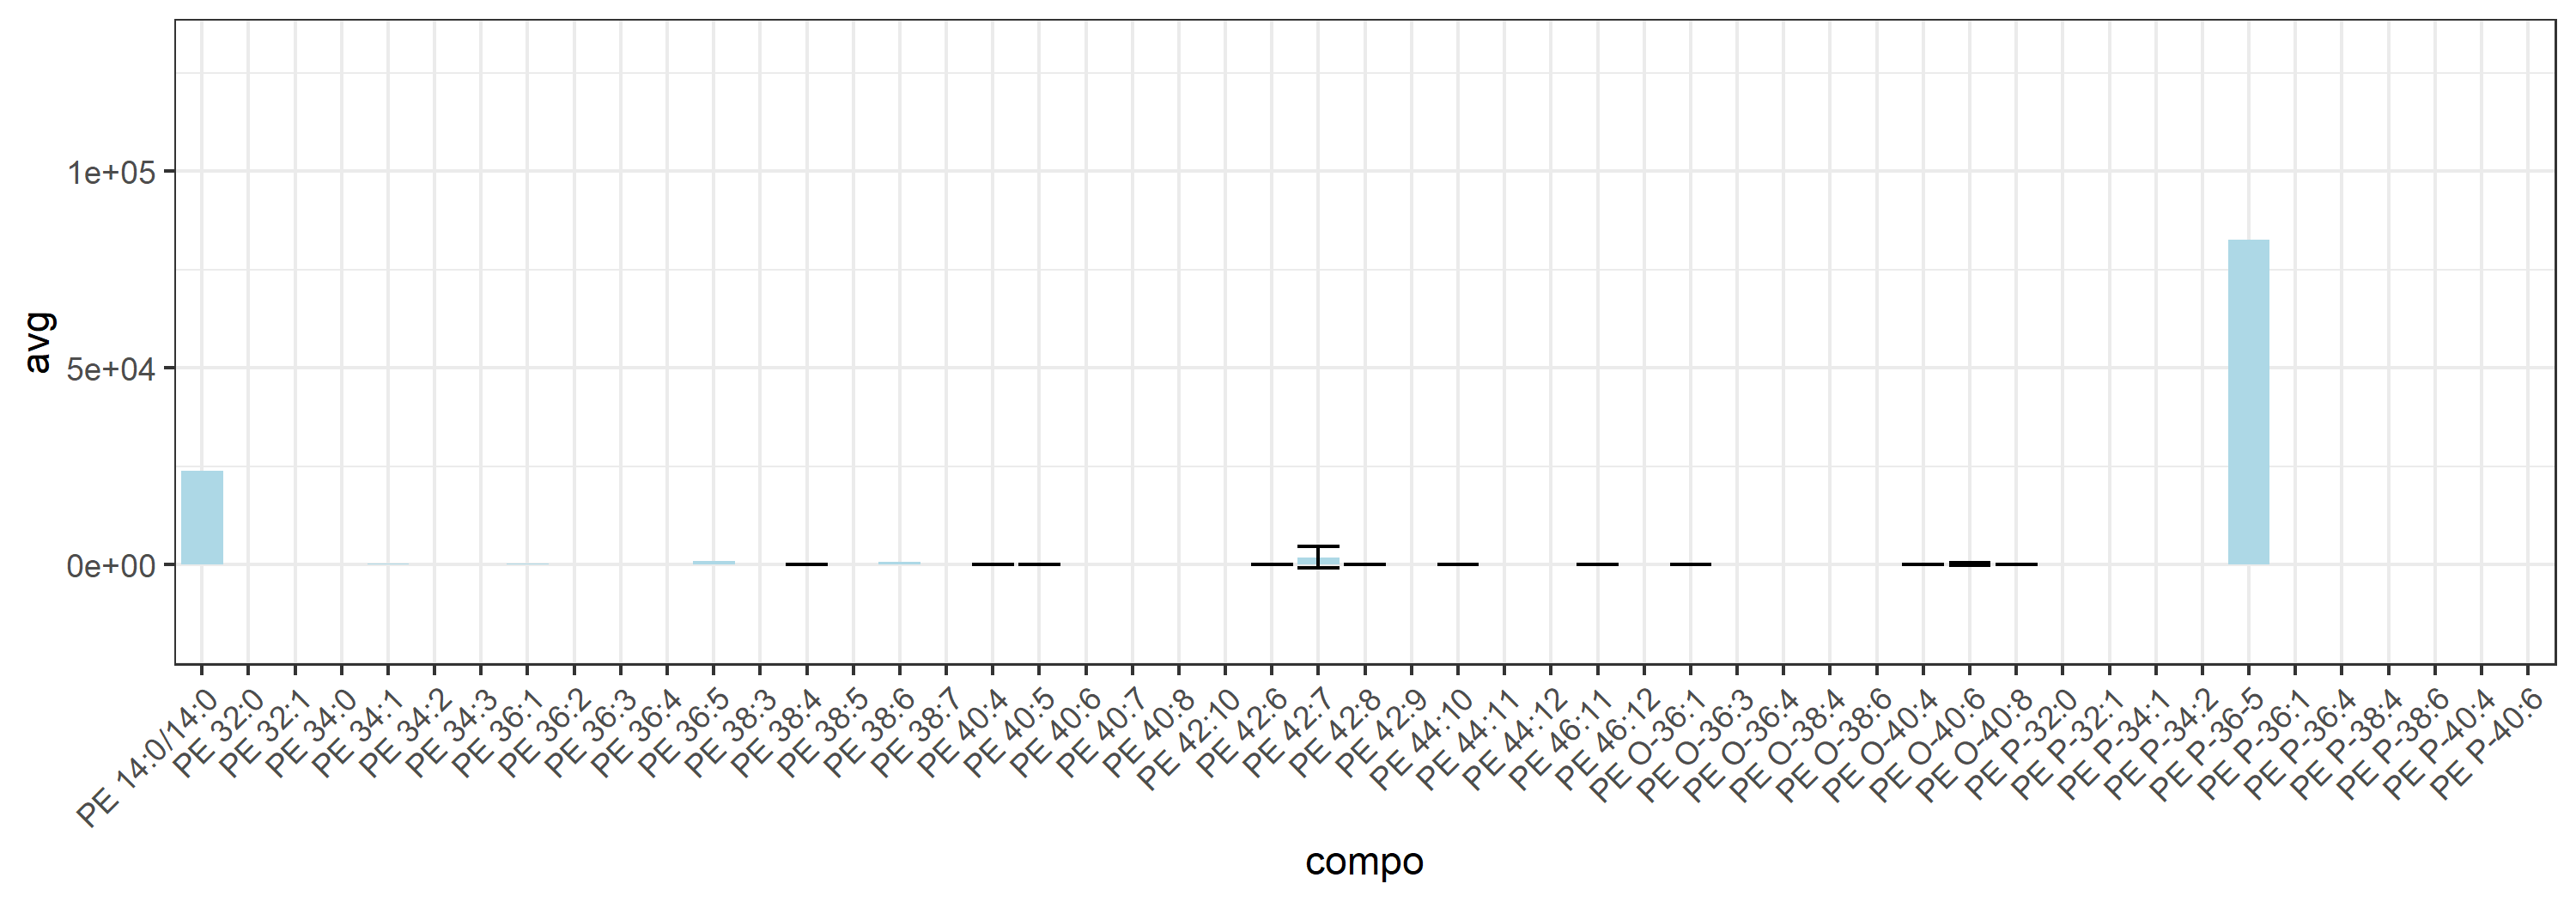 avg
1e+05
5e+04
0e+00
PE 14:0/14:0
PE 32:0
PE 32:1
PE 34:0
PE 34:1
PE 34:2
PE 34:3
PE 36:1
PE 36:2
PE 36:3
PE 36:4
PE 36:5
PE 38:3
PE 38:4
PE 38:5
PE 38:6
PE 38:7
PE 40:4
PE 40:5
PE 40:6
PE 40:7
PE 40:8
PE 42:10
PE 42:6
PE 42:7
PE 42:8
PE 42:9
PE 44:10
PE 44:11
PE 44:12
PE 46:11
PE 46:12
PE O-36:1
PE O-36:3
PE O-36:4
PE O-38:4
PE O-38:6
PE O-40:4
PE O-40:6
PE O-40:8
PE P-32:0
PE P-32:1
PE P-34:1
PE P-34:2
PE P-36-5
PE P-36:1
PE P-36:4
PE P-38:4
PE P-38:6
PE P-40:4
PE P-40:6
compo